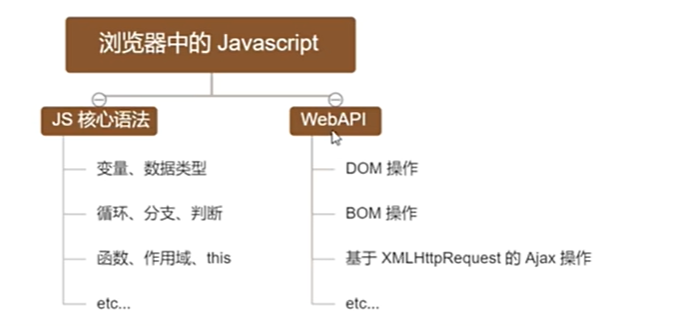 浏览器中的 Javascript
JS 核心语法
WebAPI
变量、数据类型
DOM 操作
循环、分支、判断
BOM 操作
函数、作用域、this
基于 XMLHttpRequest 的 Ajax 操作
etc...
etc...